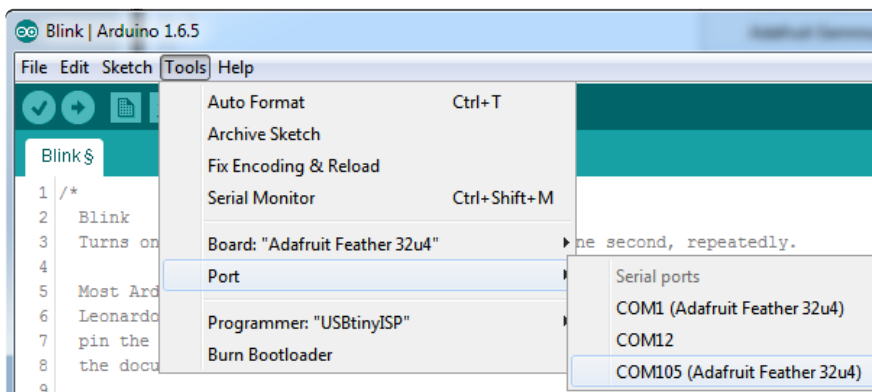 Blink | Arduino 1.6.5
File Edit Sketch Tools Help
Auto Format Ctrl+T
Archive Sketch
Fix Encoding & Reload
Serial Monitor Ctrl+Shift+M
Board: "Adafruit Feather 32u4"
Port
Programmer: "USBtinyISP"
Burn Bootloader
Serial ports
COM1 (Adafruit Feather 32u4)
COM12
COM105 (Adafruit Feather 32u4)
Blink§
1 /*
2 Blink
3 Turns on ne second, repeatedly.
4
5 Most Ard
6 Leonardo
7 pin the
8 the docu
9